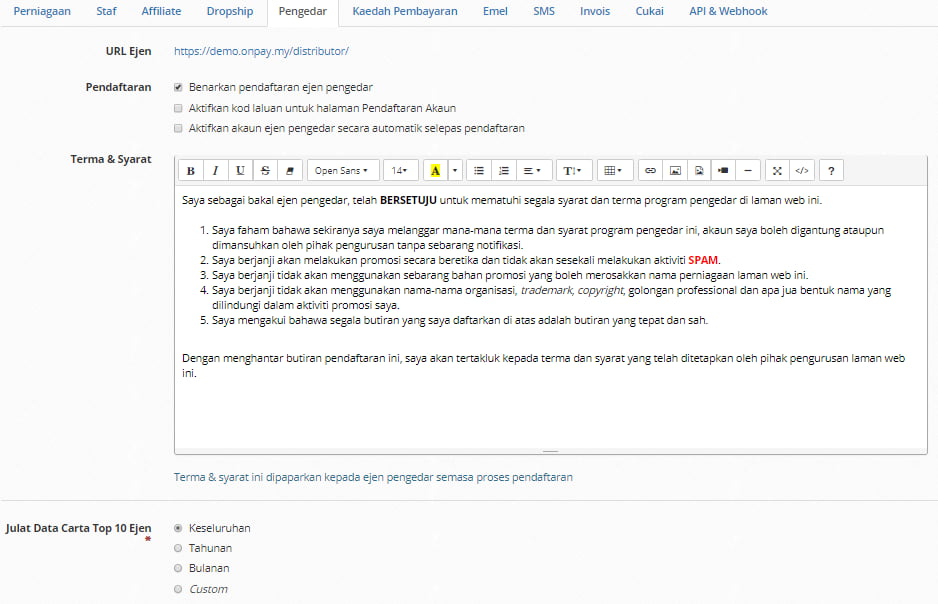 Perniagaan Staf Affiliate Dropship Pengedar Kaedah Pembayaran Emel SMS Invois Cukai API & Webhook
URL Ejen https://demo.onpay.my/distributor/
Pendaftaran Benarkan pendaftaran ejen pengedar
Aktifkan kod laluan untuk halaman Pendaftaran Akaun
Aktifkan akaun ejen pengedar secara automatik selepas pendaftaran
Terma & Syarat
B I U S Open Sans 14 A T! </> ?
Saya sebagai bakal ejen pengedar, telah BERSETUJU untuk mematuhi segala syarat dan terma program pengedar di laman web ini.
1. Saya faham bahawa sekiranya saya melanggar mana-mana terma dan syarat program pengedar ini, akaun saya boleh digantung ataupun
dimansuhkan oleh pihak pengurusan tanpa sebarang notifikasi.
2. Saya berjanji akan melakukan promosi secara beretika dan tidak akan sesekali melakukan aktiviti SPAM.
3. Saya berjanji tidak akan menggunakan sebarang bahan promosi yang boleh merosakkan nama perniagaan laman web ini.
4. Saya berjanji tidak akan menggunakan nama-nama organisasi, trademark, copyright, golongan professional dan apa jua bentuk nama yang
dilindungi dalam aktiviti promosi saya.
5. Saya mengakui bahawa segala butiran yang saya daftarkan di atas adalah butiran yang tepat dan sah.
Dengan menghantar butiran pendaftaran ini, saya akan tertakluk kepada terma dan syarat yang telah ditetapkan oleh pihak pengurusan laman web
ini.
Terma & syarat ini dipaparkan kepada ejen pengedar semasa proses pendaftaran
Julat Data Carta Top 10 Ejen Keseluruhan
*
Tahunan
Bulanan
Custom